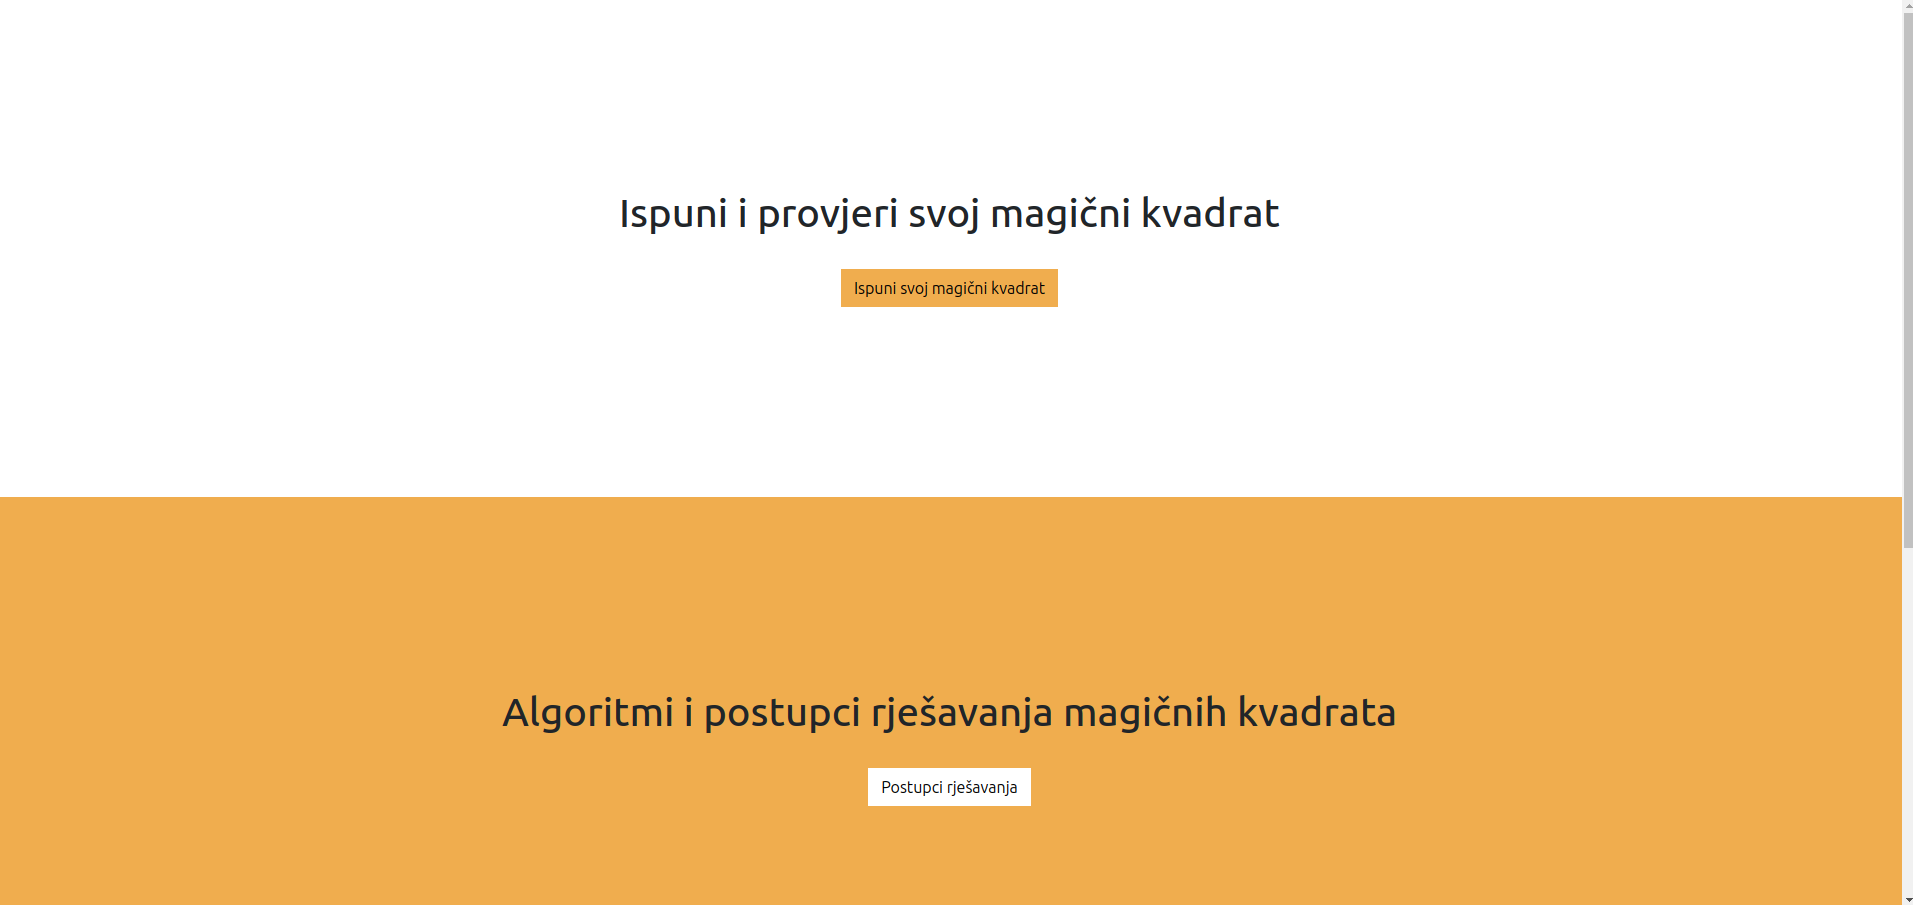 Ispuni i provjeri svoj magični kvadrat
Ispuni svoj magični kvadrat
Algoritmi i postupci rješavanja magičnih kvadrata
Postupci rješavanja